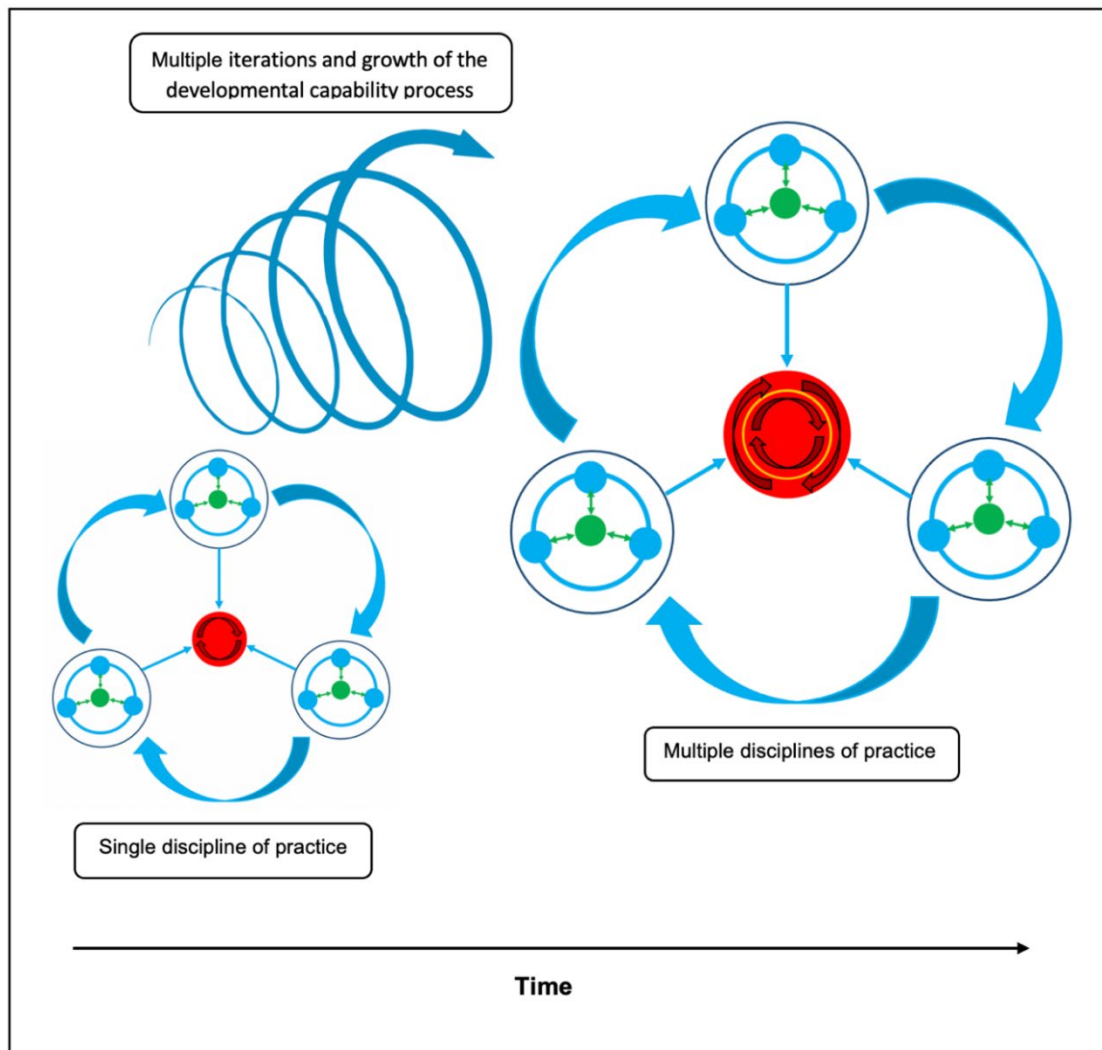 Multiple iterations and growth of the
developmental capability process
Multiple disciplines of practice
Single discipline of practice
Time